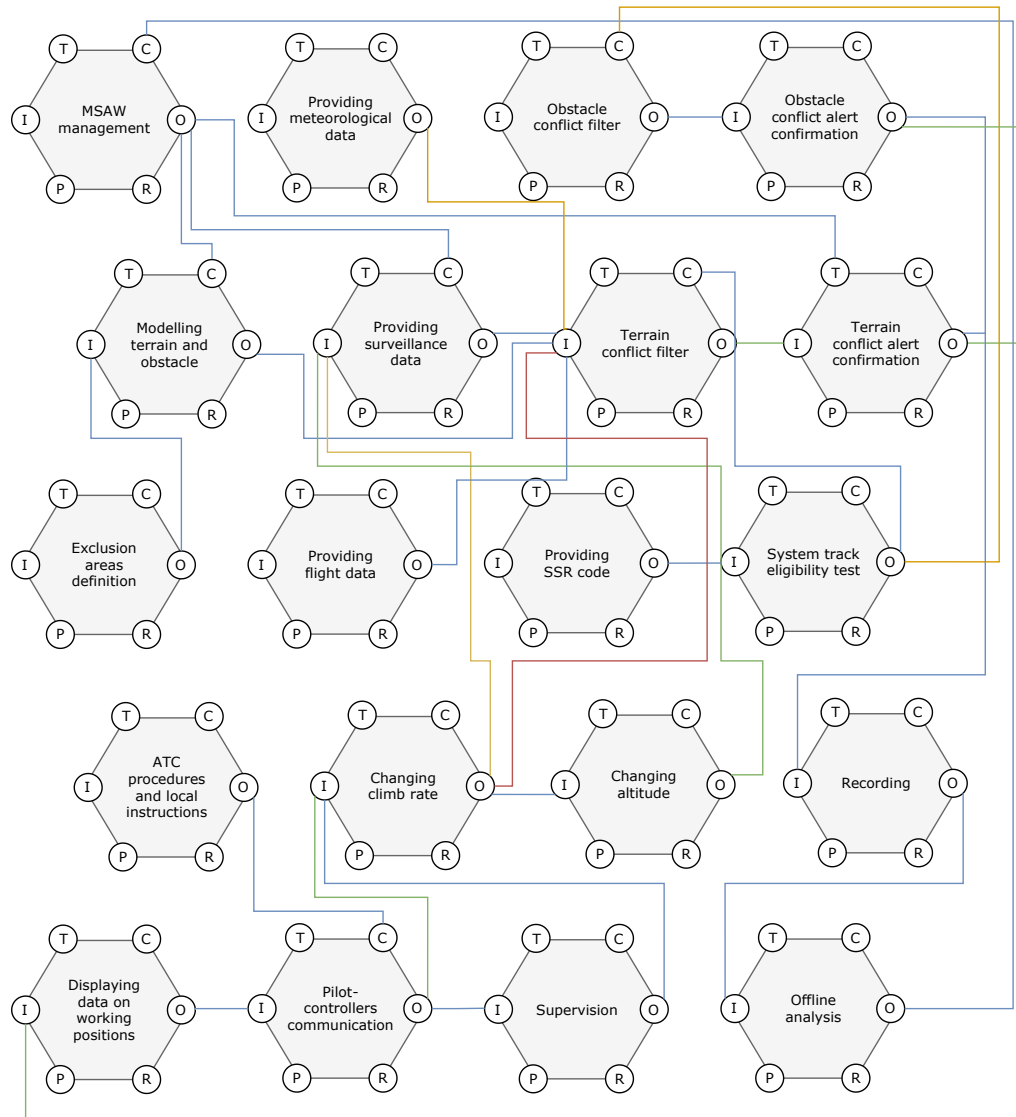 T
C
MSAW
management
I
O
P
R
T
C
Providing
meteorological
data
I
O
P
R
T
C
Obstacle
conflict filter
I
O
P
R
T
C
Obstacle
conflict alert
confirmation
I
O
P
R
T
C
Modelling
terrain and
obstacle
I
O
P
R
T
C
Providing
surveillance
data
I
O
P
R
T
C
Terrain
conflict filter
I
O
P
R
T
C
Terrain
conflict alert
confirmation
I
O
P
R
T
C
Exclusion
areas
definition
I
O
P
R
T
C
Providing
flight data
I
O
P
R
T
C
Providing
SSR code
I
O
P
R
T
C
System track
eligibility test
I
O
P
R
T
C
ATC
procedures
and local
instructions
I
O
P
R
T
C
Changing
climb rate
I
O
P
R
T
C
Changing
altitude
I
O
P
R
T
C
Recording
I
O
P
R
T
C
Displaying
data on
working
positions
I
O
P
R
T
C
Pilot-
controllers
communication
I
O
P
R
T
C
Supervision
I
O
P
R
T
C
Offline
analysis
I
O
P
R